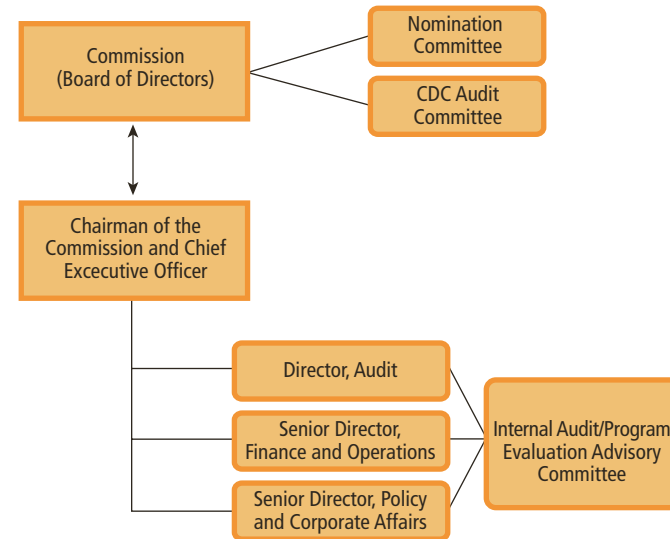 Commission
(Board of Directors)
Nomination
Committee
CDC Audit
Committee
Chairman of the
Commission and Chief
Excecutive Officer
Director, Audit
Senior Director,
Finance and Operations
Senior Director, Policy
and Corporate Affairs
Internal Audit/Program
Evaluation Advisory
Committee